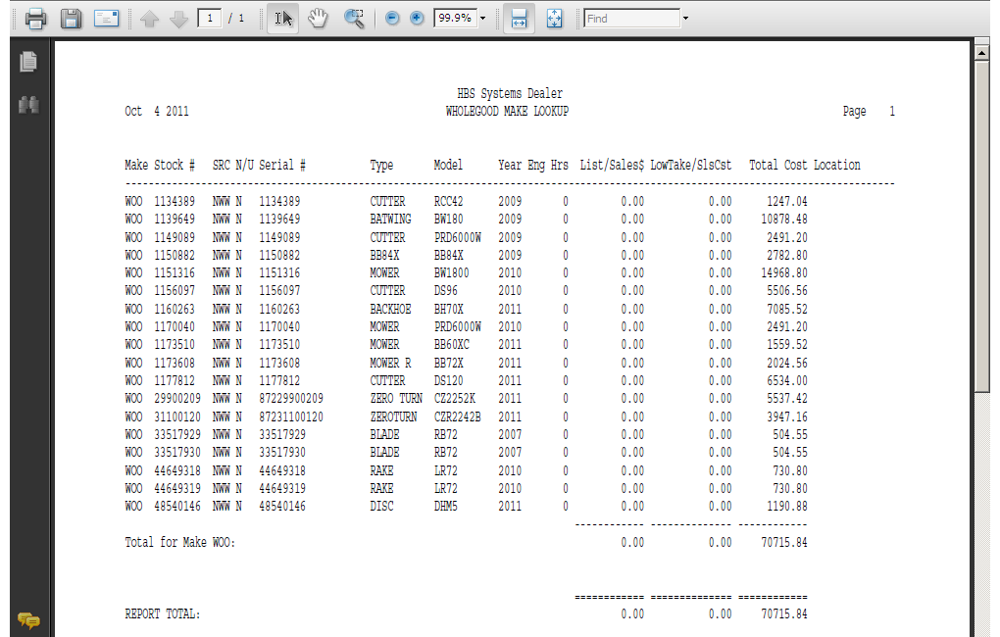 1 / 1 99.9% Find
HBS Systems Dealer
Oct 4 2011 WHOLEGOOD MAKE LOOKUP Page 1
Make Stock # SRC N/U Serial # Type Model Year Eng Hrs List/Sales$ LowTake/SlsCst Total Cost Location
WOO 1134389 NWW N 1134389 CUTTER RCC42 2009 0 0.00 0.00 1247.04
WOO 1139649 NWW N 1139649 BATWING BW180 2009 0 0.00 0.00 10878.48
WOO 1149089 NWW N 1149089 CUTTER PRD6000W 2009 0 0.00 0.00 2491.20
WOO 1150882 NWW N 1150882 BB84X BB84X 2009 0 0.00 0.00 2782.80
WOO 1151316 NWW N 1151316 MOWER BW1800 2010 0 0.00 0.00 14968.80
WOO 1156097 NWW N 1156097 CUTTER DS96 2010 0 0.00 0.00 5506.56
WOO 1160263 NWW N 1160263 BACKHOE BH70X 2011 0 0.00 0.00 7085.52
WOO 1170040 NWW N 1170040 MOWER PRD6000W 2010 0 0.00 0.00 2491.20
WOO 1173510 NWW N 1173510 MOWER BB60XC 2011 0 0.00 0.00 1559.52
WOO 1173608 NWW N 1173608 MOWER R BB72X 2011 0 0.00 0.00 2024.56
WOO 1177812 NWW N 1177812 CUTTER DS120 2011 0 0.00 0.00 6534.00
WOO 29900209 NWW N 87229900209 ZERO TURN CZ2252K 2011 0 0.00 0.00 5537.42
WOO 31100120 NWW N 87231100120 ZEROTURN CZR2242B 2011 0 0.00 0.00 3947.16
WOO 33517929 NWW N 33517929 BLADE RB72 2007 0 0.00 0.00 504.55
WOO 33517930 NWW N 33517930 BLADE RB72 2007 0 0.00 0.00 504.55
WOO 44649318 NWW N 44649318 RAKE LR72 2010 0 0.00 0.00 730.80
WOO 44649319 NWW N 44649319 RAKE LR72 2010 0 0.00 0.00 730.80
WOO 48540146 NWW N 48540146 DISC DHM5 2011 0 0.00 0.00 1190.88
Total for Make WOO: 0.00 0.00 70715.84
REPORT TOTAL: 0.00 0.00 70715.84